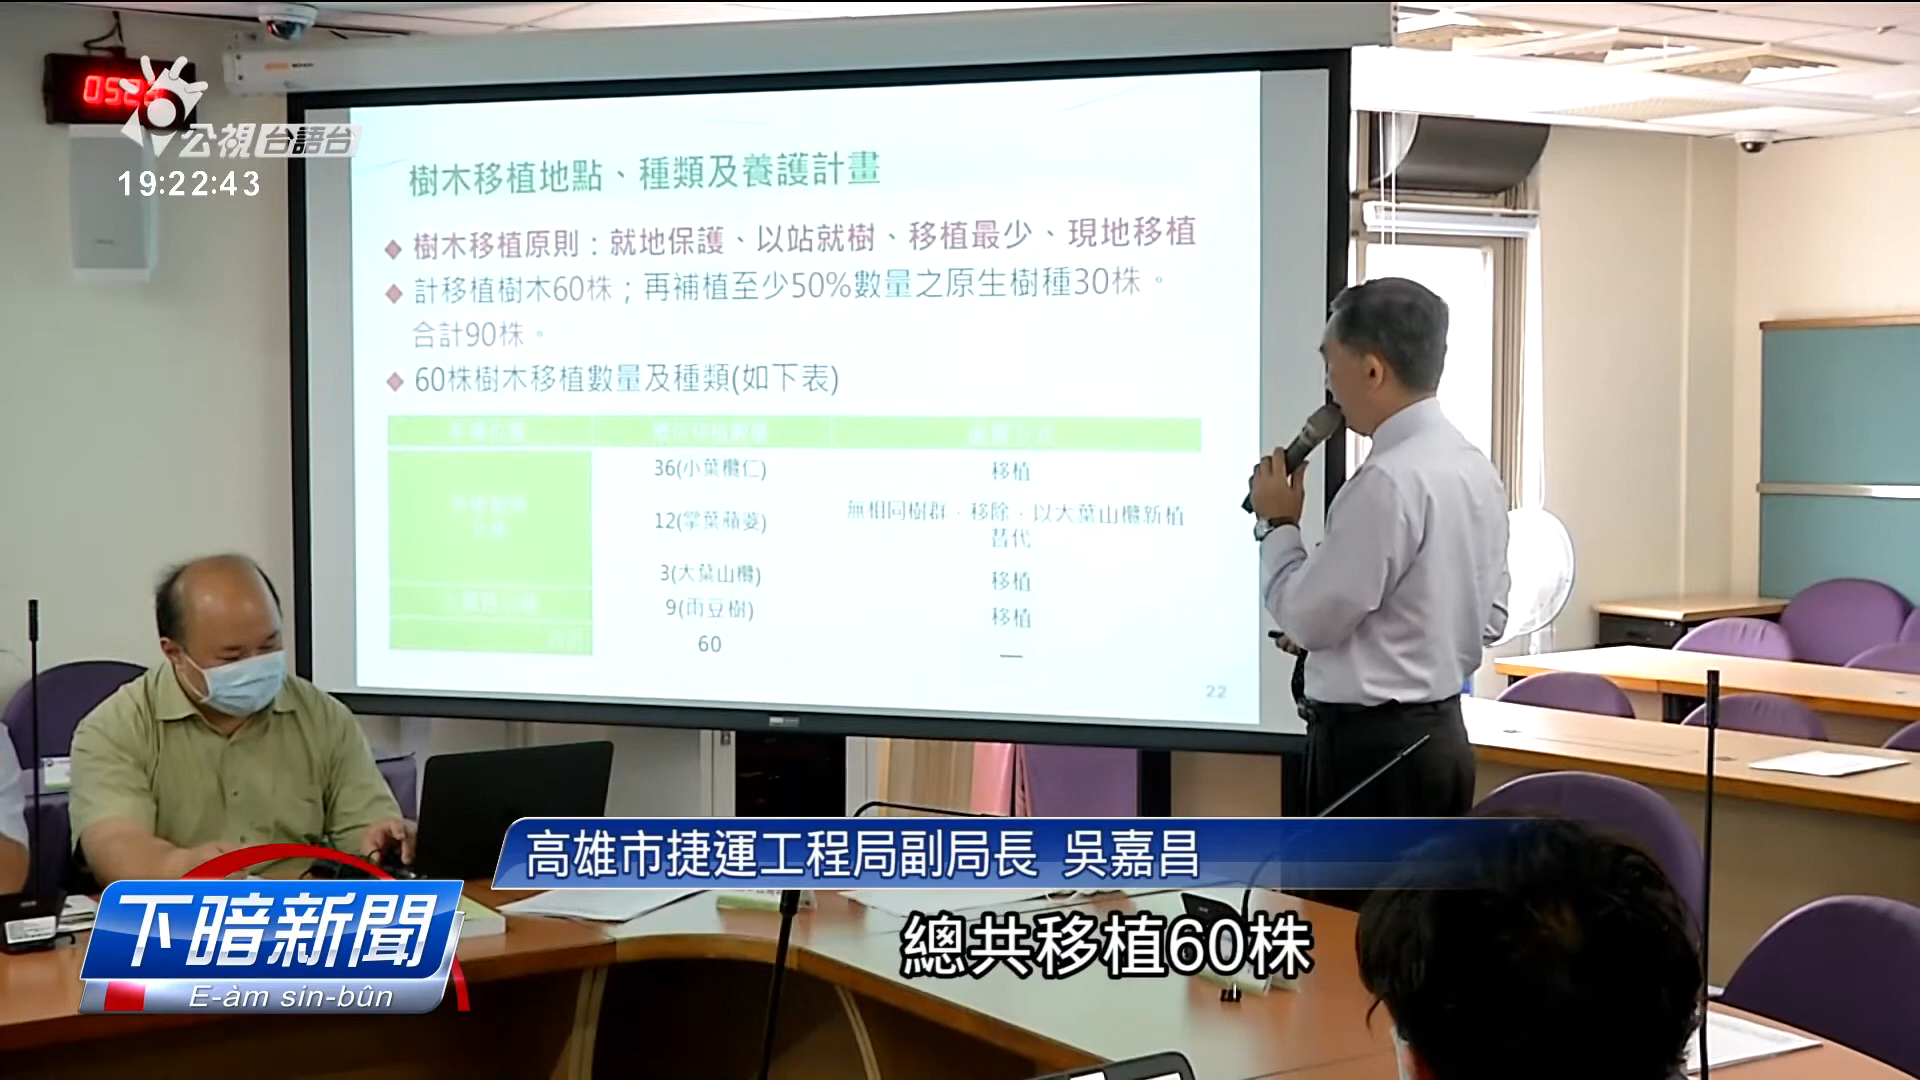 公視台語台
19:22:43
樹木移植地點、種類及養護計畫
樹木移植原則：就地保護、以站就樹、移植最少、現地移植
計移植樹木60株；再補植至少50%數量之原生樹種30株。
合計90株。
60株樹木移植數量及種類(如下表)
36(小葉欖仁) 移植
12(掌葉蘋婆) 無相同樹群，移除，以大葉山欖新植
替代
3(大葉山欖) 移植
9(雨豆樹) 移植
60 —
22
高雄市捷運工程局副局長 吳嘉昌
下暗新聞
E-àm sin-bûn
總共移植60株